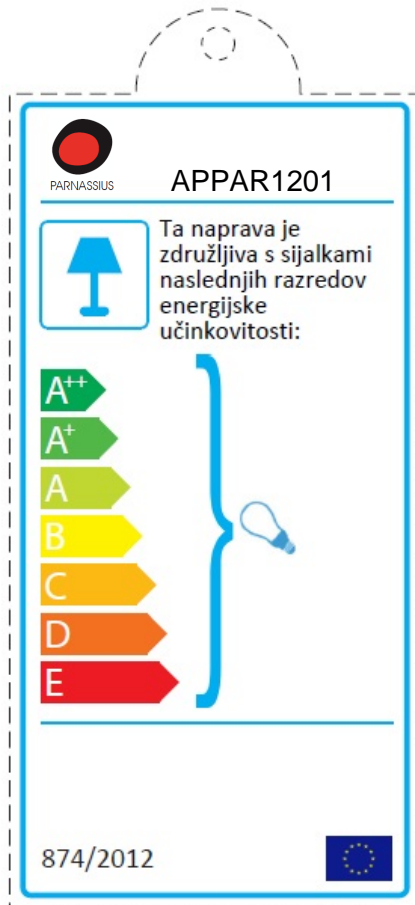 PARNASSIUS
APPAR1201
Ta naprava je
združljiva s sijalkami
naslednjih razredov
energijske
učinkovitosti:
A++
A+
A
B
C
D
E
874/2012